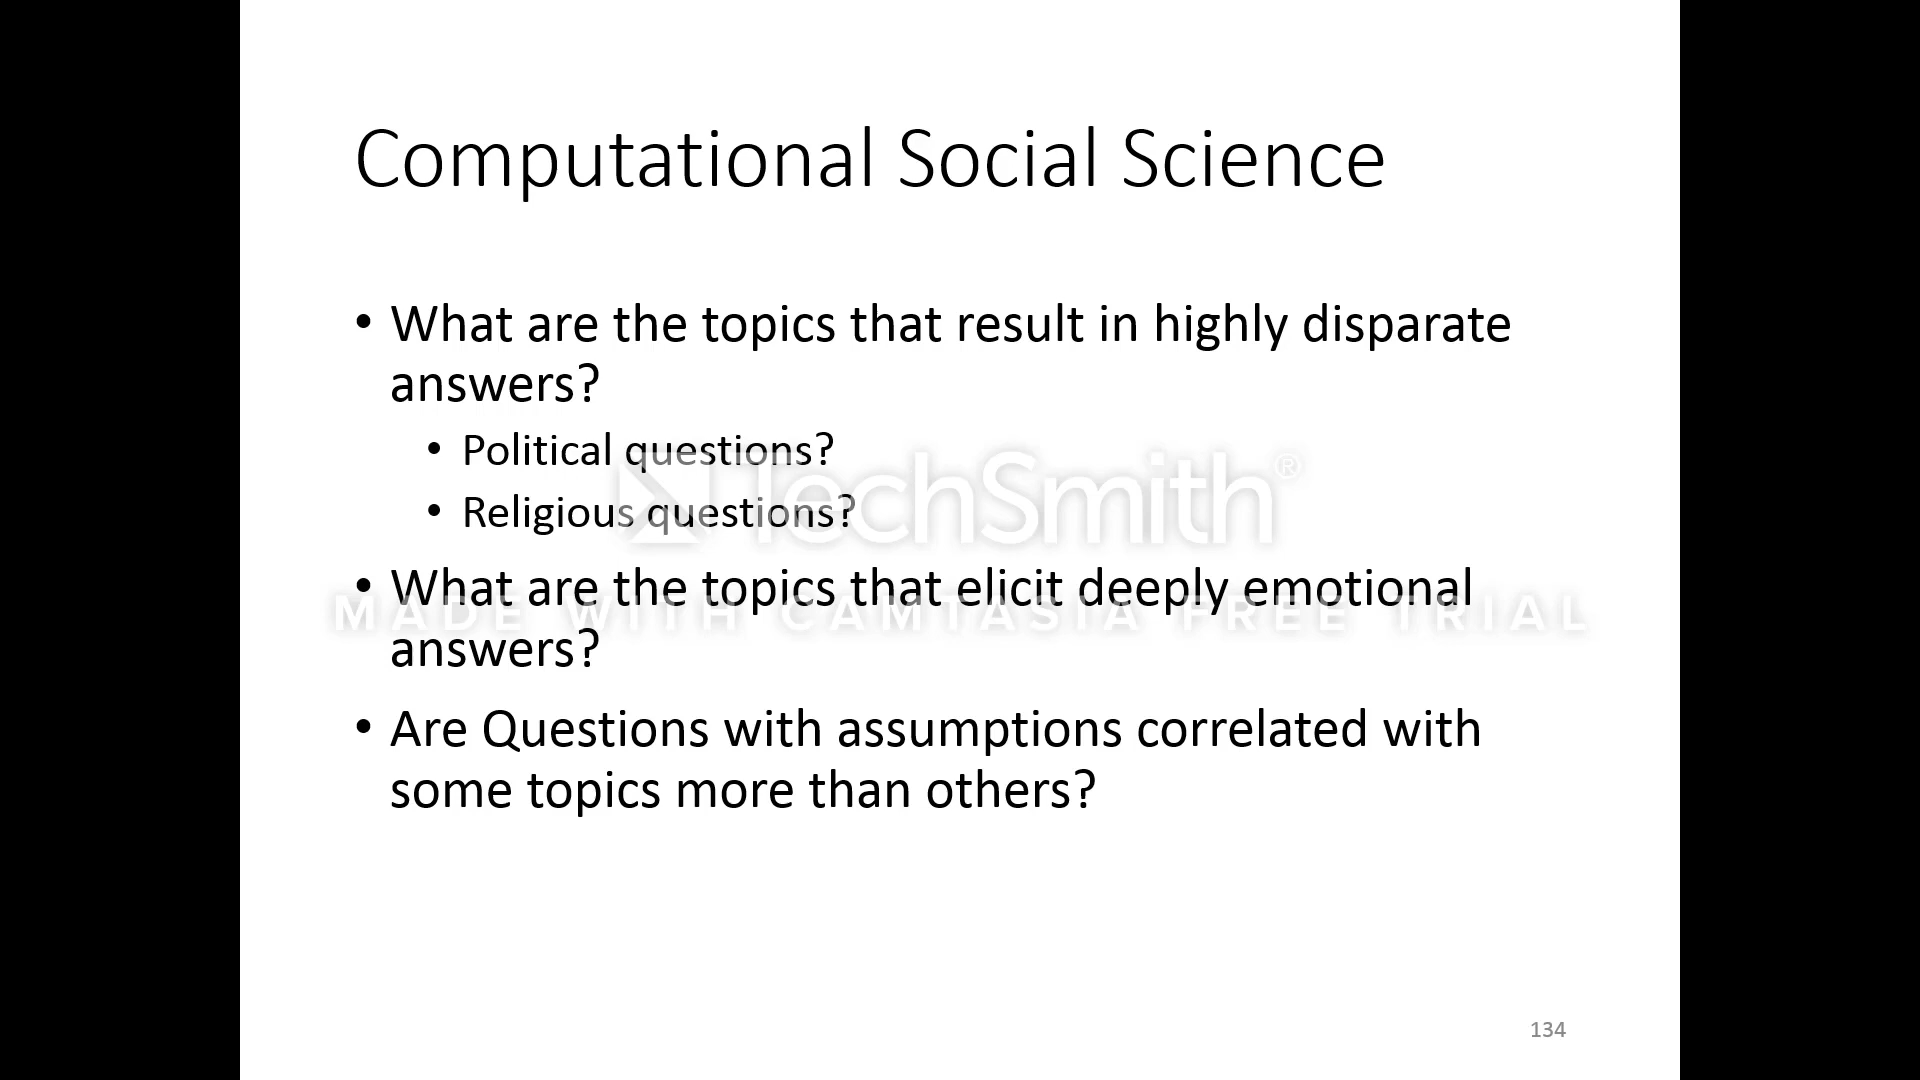 Computational Social Science
• What are the topics that result in highly disparate
answers?
• Political questions?
• Religious questions?
TechSmith®
• What are the topics that elicit deeply emotional
MADE WITH CAMTASIA FREE TRIAL
answers?
• Are Questions with assumptions correlated with
some topics more than others?
134